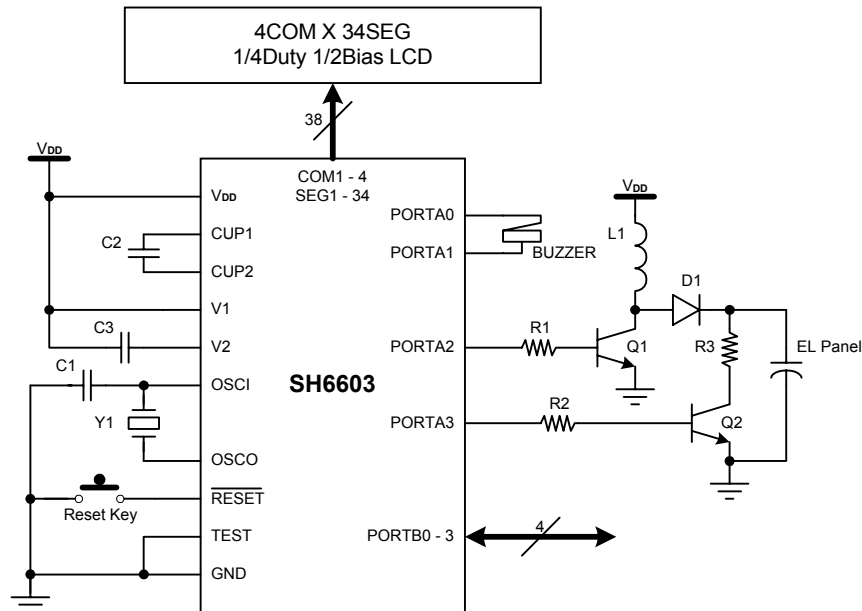 4COM X 34SEG
1/4Duty 1/2Bias LCD
38
VDD
COM1 - 4
SEG1 - 34
VDD
CUP1
C2
CUP2
V1
C3
V2
C1
OSCI
Y1
OSCO
RESET
Reset Key
TEST
GND
SH6603
PORTA0
PORTA1
BUZZER
PORTA2
R1
PORTA3
R2
PORTB0 - 3
4
VDD
L1
D1
Q1
R3
EL Panel
Q2